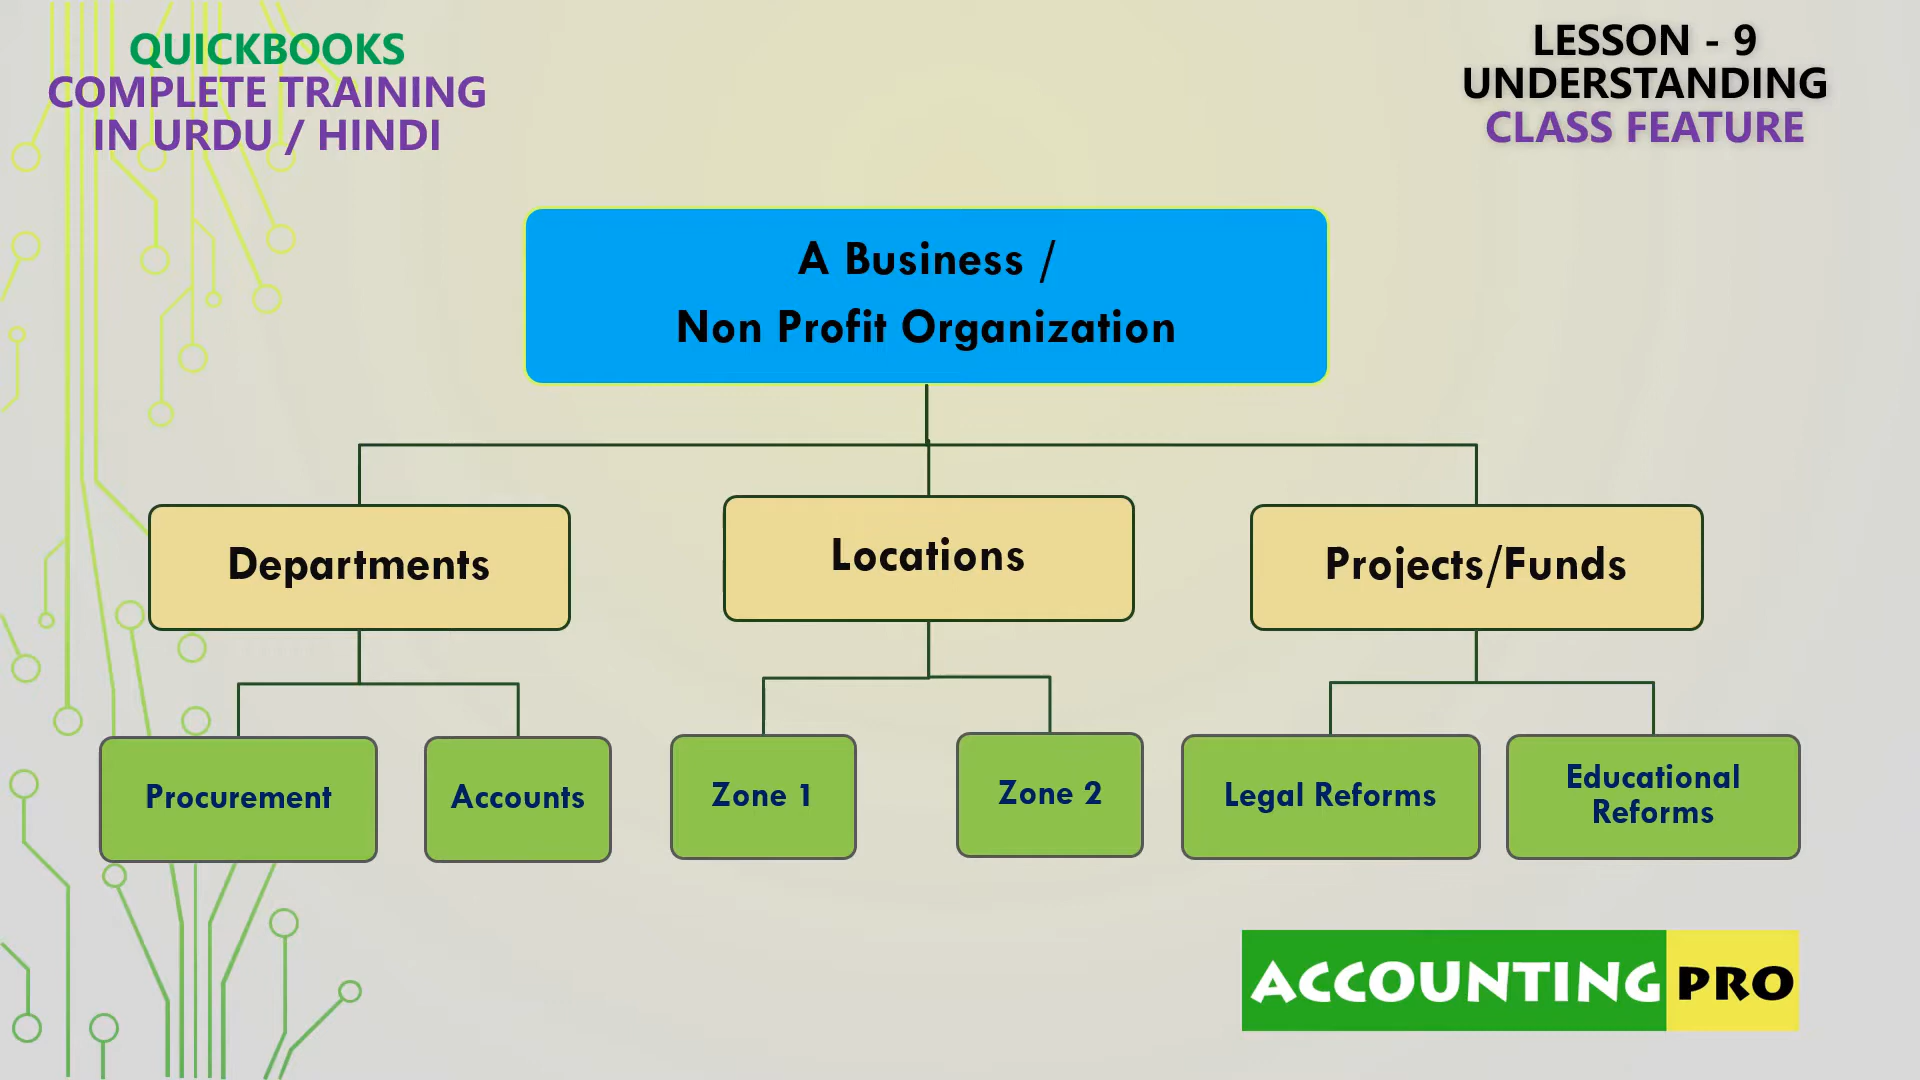 QUICKBOOKS
COMPLETE TRAINING
IN URDU / HINDI
LESSON - 9
UNDERSTANDING
CLASS FEATURE
A Business /
Non Profit Organization
Departments
Locations
Projects/Funds
Procurement
Accounts
Zone 1
Zone 2
Legal Reforms
Educational
Reforms
ACCOUNTING PRO